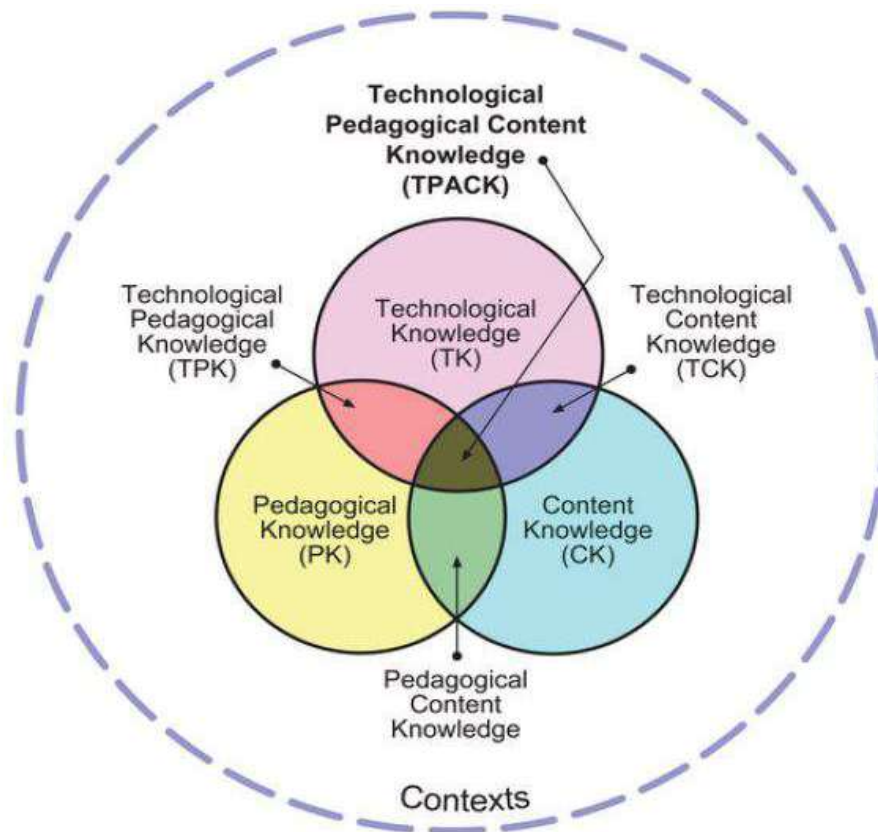 Technological
Pedagogical Content
Knowledge
(TPACK)
Technological
Pedagogical
Knowledge
(TPK)
Technological
Knowledge
(TK)
Technological
Content
Knowledge
(TCK)
Pedagogical
Knowledge
(PK)
Content
Knowledge
(CK)
Pedagogical
Content
Knowledge
Contexts